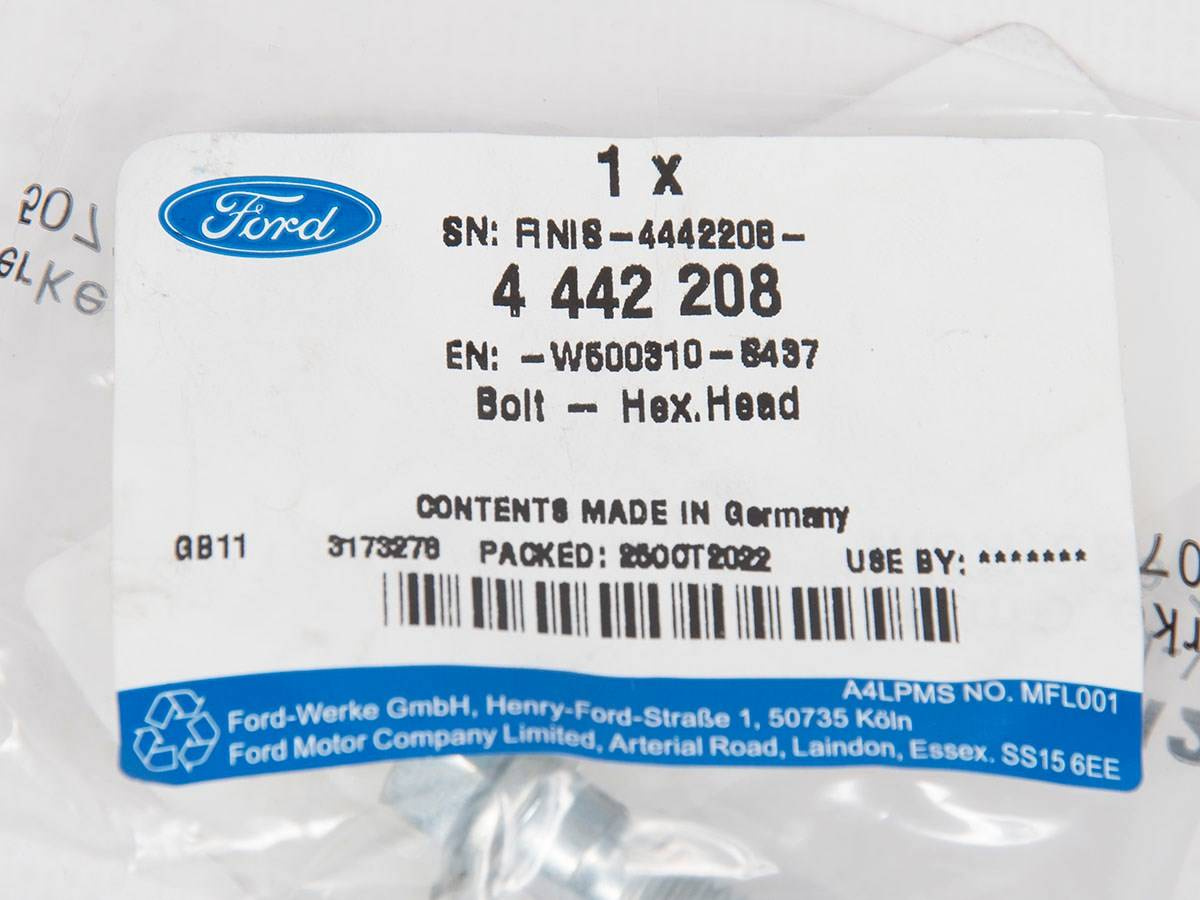 Ford
1 x
SN: FINIS-4442208-
4 442 208
EN: -W500310-S437
Bolt - Hex.Head
CONTENTS MADE IN Germany
GB11 3173278 PACKED: 25OCT2022 USE BY: *******
A4LPMS NO. MFL001
Ford-Werke GmbH, Henry-Ford-Straße 1, 50735 Köln
Ford Motor Company Limited, Arterial Road, Laindon, Essex. SS15 6EE